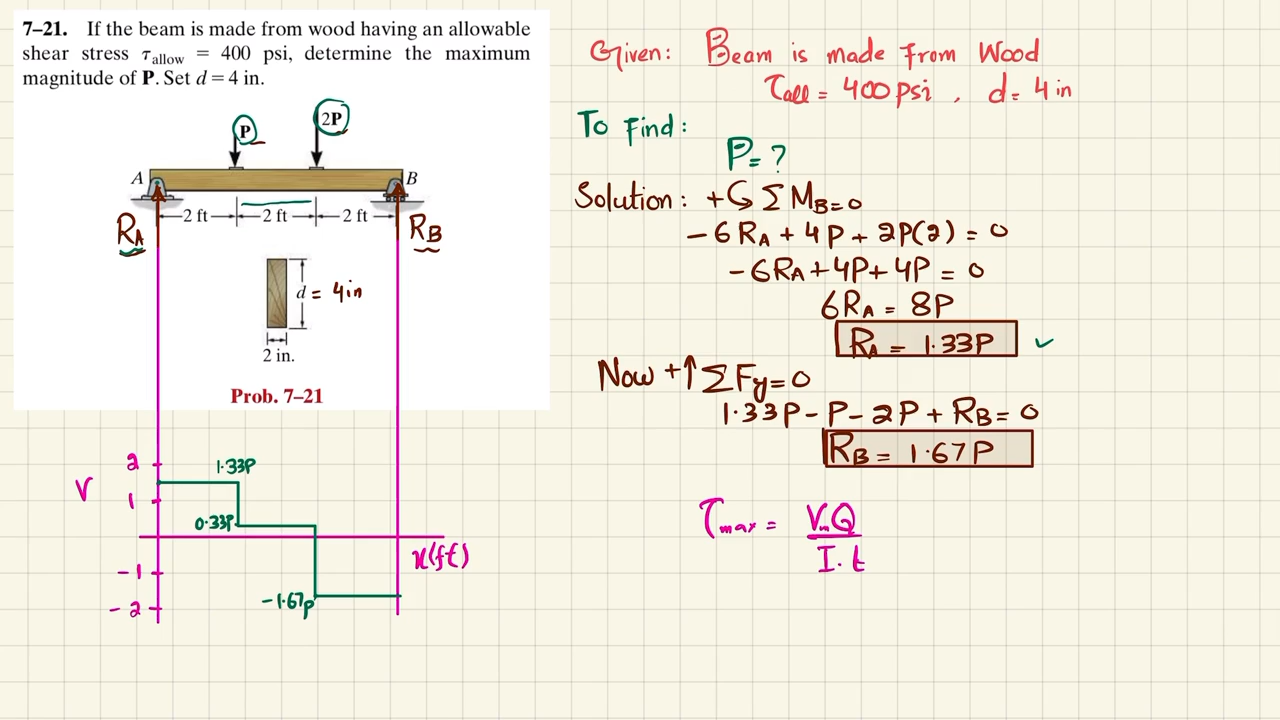 7–21. If the beam is made from wood having an allowable
shear stress τallow = 400 psi, determine the maximum
magnitude of P. Set d = 4 in.
P
2P
A
B
2 ft
2 ft
2 ft
RA
RB
d = 4in
2 in.
Prob. 7–21
V
2
1
-1
-2
1.33P
0.33P
-1.67P
x(ft)
Given: Beam is made from Wood
τall = 400psi , d= 4 in
To Find:
P= ?
Solution: +↺ ΣMB=0
-6RA + 4P + 2P(2) = 0
-6RA+4P+4P = 0
6RA = 8P
RA = 1.33P ✓
Now +↑ΣFy=0
1.33P - P - 2P + RB = 0
RB = 1.67P
τmax = VmQ
I.t